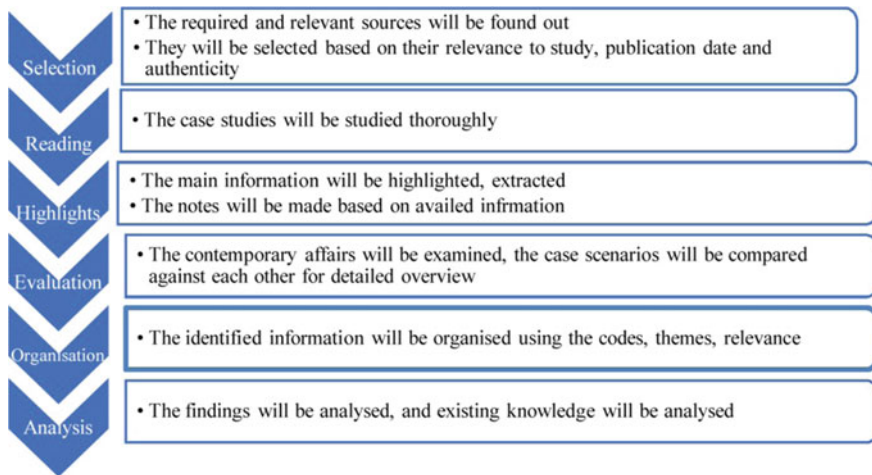 Selection
• The required and relevant sources will be found out
• They will be selected based on their relevance to study, publication date and
authenticity
Reading
• The case studies will be studied thoroughly
Highlights
• The main information will be highlighted, extracted
• The notes will be made based on availed infrmation
Evaluation
• The contemporary affairs will be examined, the case scenarios will be compared
against each other for detailed overview
Organisation
• The identified information will be organised using the codes, themes, relevance
Analysis
• The findings will be analysed, and existing knowledge will be analysed